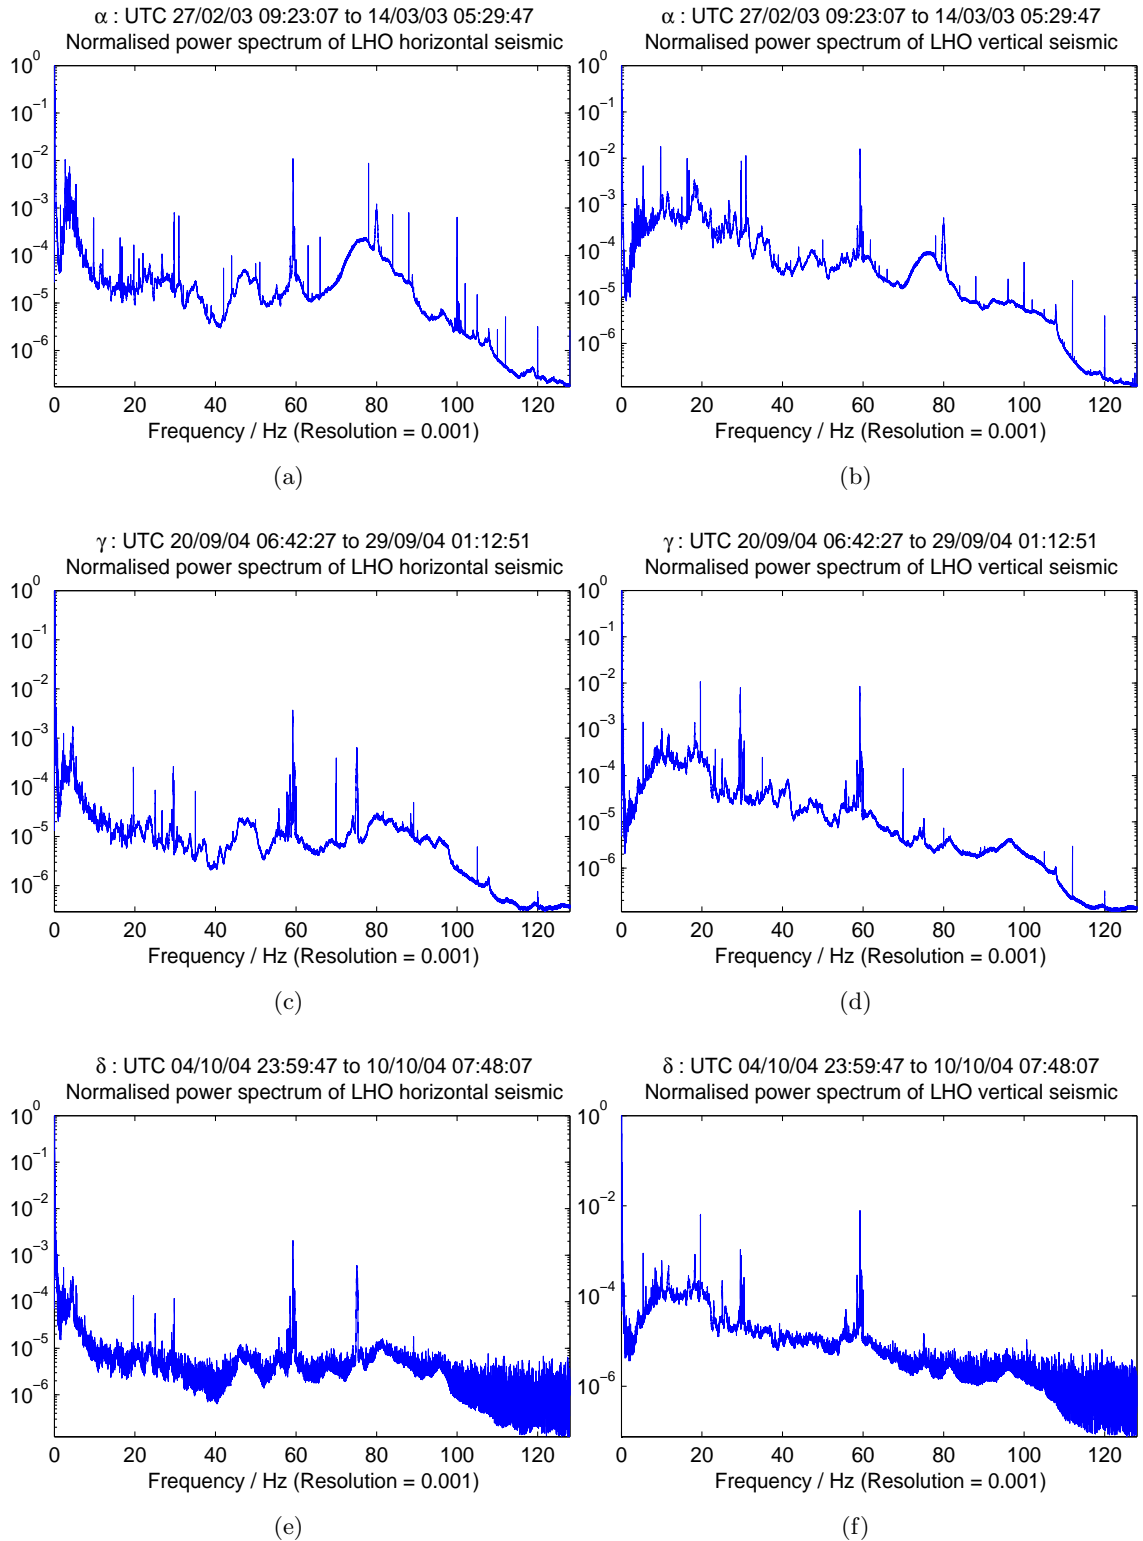 α : UTC 27/02/03 09:23:07 to 14/03/03 05:29:47
Normalised power spectrum of LHO horizontal seismic
10^0
10^−1
10^−2
10^−3
10^−4
10^−5
10^−6
0 20 40 60 80 100 120
Frequency / Hz (Resolution = 0.001)
(a)
α : UTC 27/02/03 09:23:07 to 14/03/03 05:29:47
Normalised power spectrum of LHO vertical seismic
10^0
10^−1
10^−2
10^−3
10^−4
10^−5
10^−6
0 20 40 60 80 100 120
Frequency / Hz (Resolution = 0.001)
(b)
γ : UTC 20/09/04 06:42:27 to 29/09/04 01:12:51
Normalised power spectrum of LHO horizontal seismic
10^0
10^−1
10^−2
10^−3
10^−4
10^−5
10^−6
0 20 40 60 80 100 120
Frequency / Hz (Resolution = 0.001)
(c)
γ : UTC 20/09/04 06:42:27 to 29/09/04 01:12:51
Normalised power spectrum of LHO vertical seismic
10^0
10^−1
10^−2
10^−3
10^−4
10^−5
10^−6
0 20 40 60 80 100 120
Frequency / Hz (Resolution = 0.001)
(d)
δ : UTC 04/10/04 23:59:47 to 10/10/04 07:48:07
Normalised power spectrum of LHO horizontal seismic
10^0
10^−1
10^−2
10^−3
10^−4
10^−5
10^−6
0 20 40 60 80 100 120
Frequency / Hz (Resolution = 0.001)
(e)
δ : UTC 04/10/04 23:59:47 to 10/10/04 07:48:07
Normalised power spectrum of LHO vertical seismic
10^0
10^−2
10^−4
10^−6
0 20 40 60 80 100 120
Frequency / Hz (Resolution = 0.001)
(f)